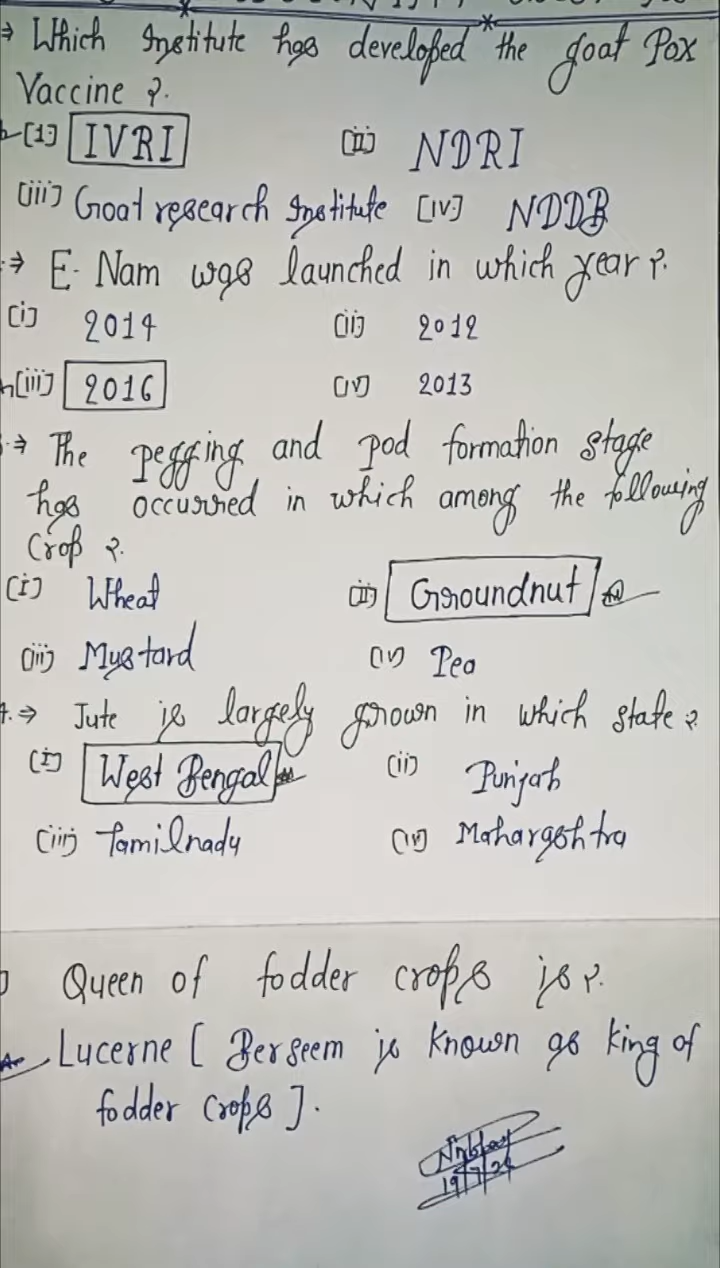 ⇒ Which Institute has developed the goat Pox
Vaccine ?.
[1] IVRI [ii] NDRI
[iii] Goat research Institute [iv] NDDB
⇒ E-Nam was launched in which year ?.
[i] 2014 [ii] 2012
[iii] 2016 [iv] 2013
⇒ The pegging and pod formation stage
has occurred in which among the following
Crop ?.
[i] Wheat [ii] Groundnut
[iii] Mustard [iv] Pea
⇒ Jute is largely grown in which state ?
[i] West Bengal (ii) Punjab
(iii) Tamilnadu (iv) Maharashtra
Queen of fodder crops is ?.
Lucerne [ Berseem is known as king of
fodder crops ].
19/7/24